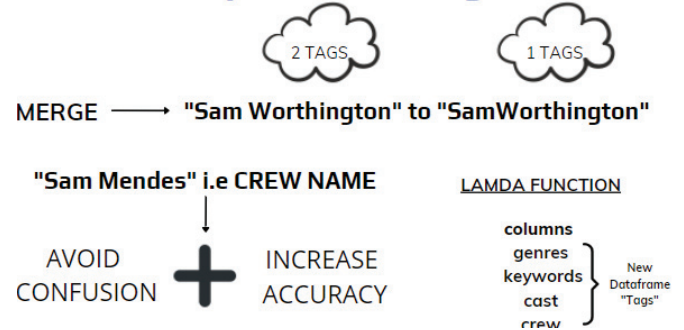 2 TAGS
1 TAGS
MERGE "Sam Worthington" to "SamWorthington"
"Sam Mendes" i.e CREW NAME
AVOID
CONFUSION
INCREASE
ACCURACY
LAMDA FUNCTION
columns
genres
keywords
cast
crew
New
Dataframe
"Tags"